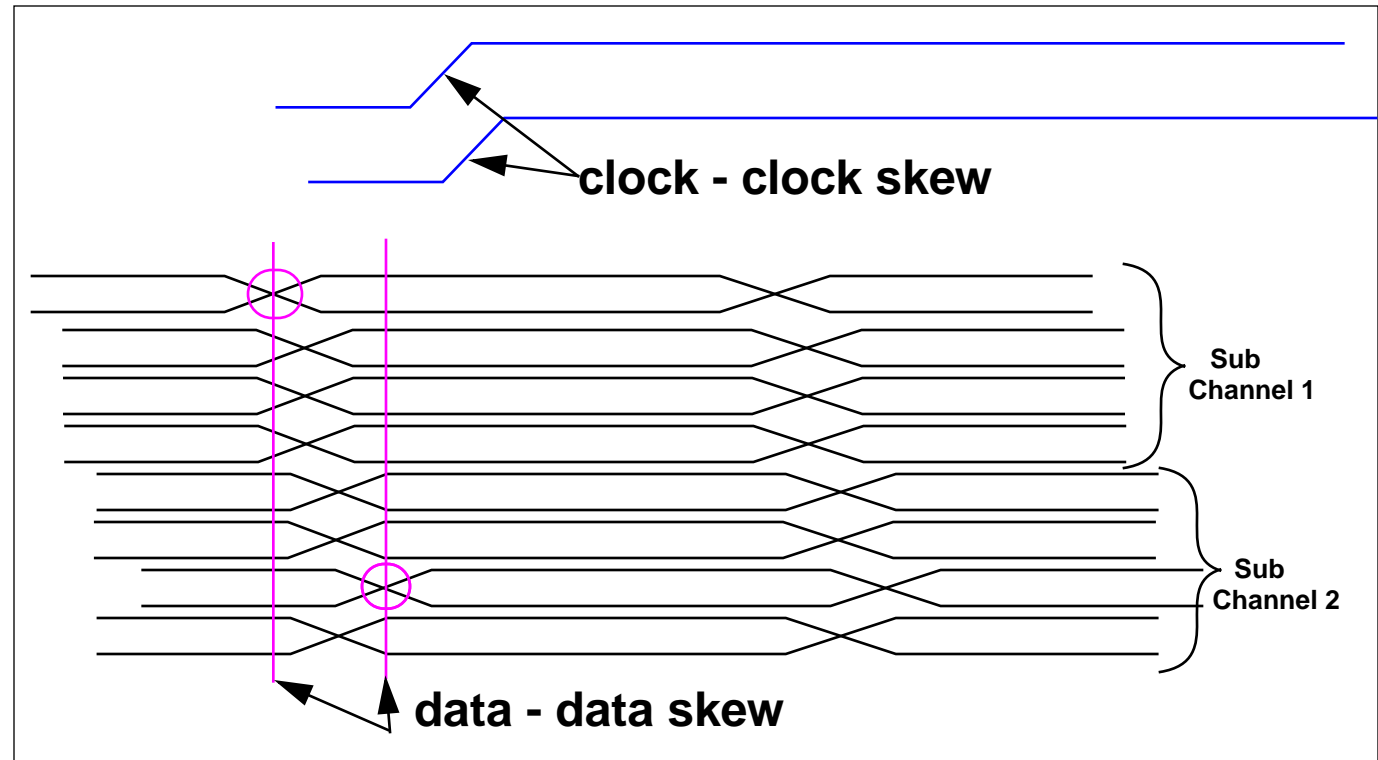 clock - clock skew
Sub
Channel 1
Sub
Channel 2
data - data skew